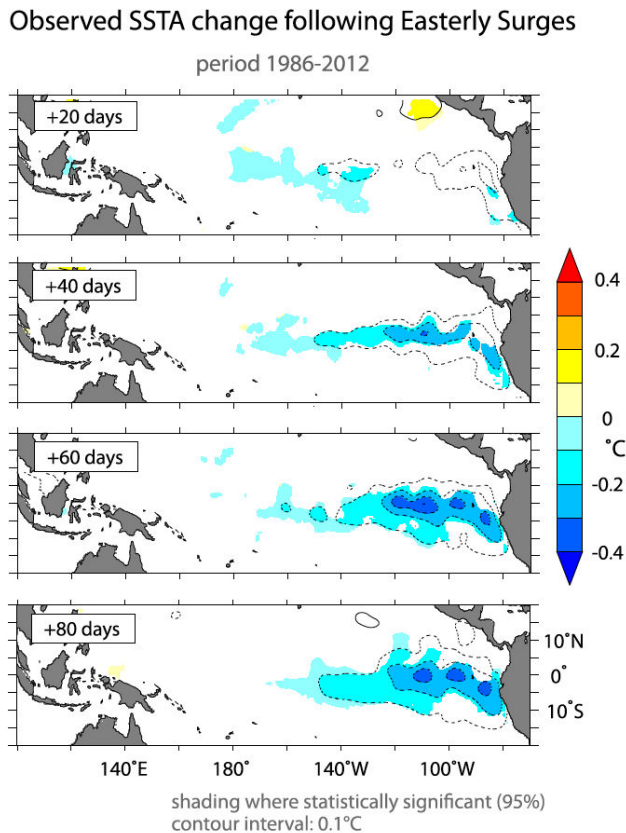 Observed SSTA change following Easterly Surges
period 1986-2012
+20 days
+40 days
0.4
0.2
0
°C
-0.2
-0.4
+60 days
+80 days
10°N
0°
10°S
140°E 180° 140°W 100°W
shading where statistically significant (95%)
contour interval: 0.1°C